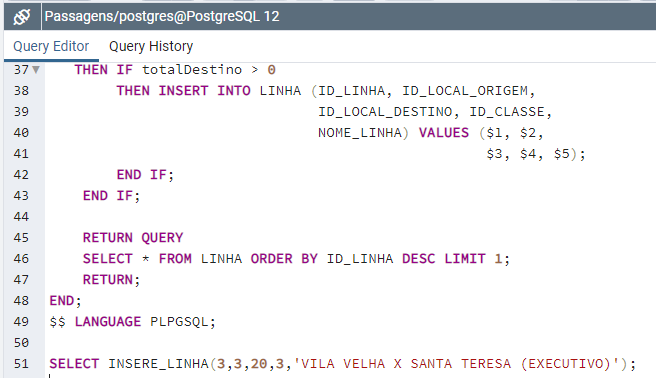 Passagens/postgres@PostgreSQL 12
Query Editor Query History
37 THEN IF totalDestino > 0
38 THEN INSERT INTO LINHA (ID_LINHA, ID_LOCAL_ORIGEM,
39 ID_LOCAL_DESTINO, ID_CLASSE,
40 NOME_LINHA) VALUES ($1, $2,
41 $3, $4, $5);
42 END IF;
43 END IF;
44
45 RETURN QUERY
46 SELECT * FROM LINHA ORDER BY ID_LINHA DESC LIMIT 1;
47 RETURN;
48 END;
49 $$ LANGUAGE PLPGSQL;
50
51 SELECT INSERE_LINHA(3,3,20,3,'VILA VELHA X SANTA TERESA (EXECUTIVO)');